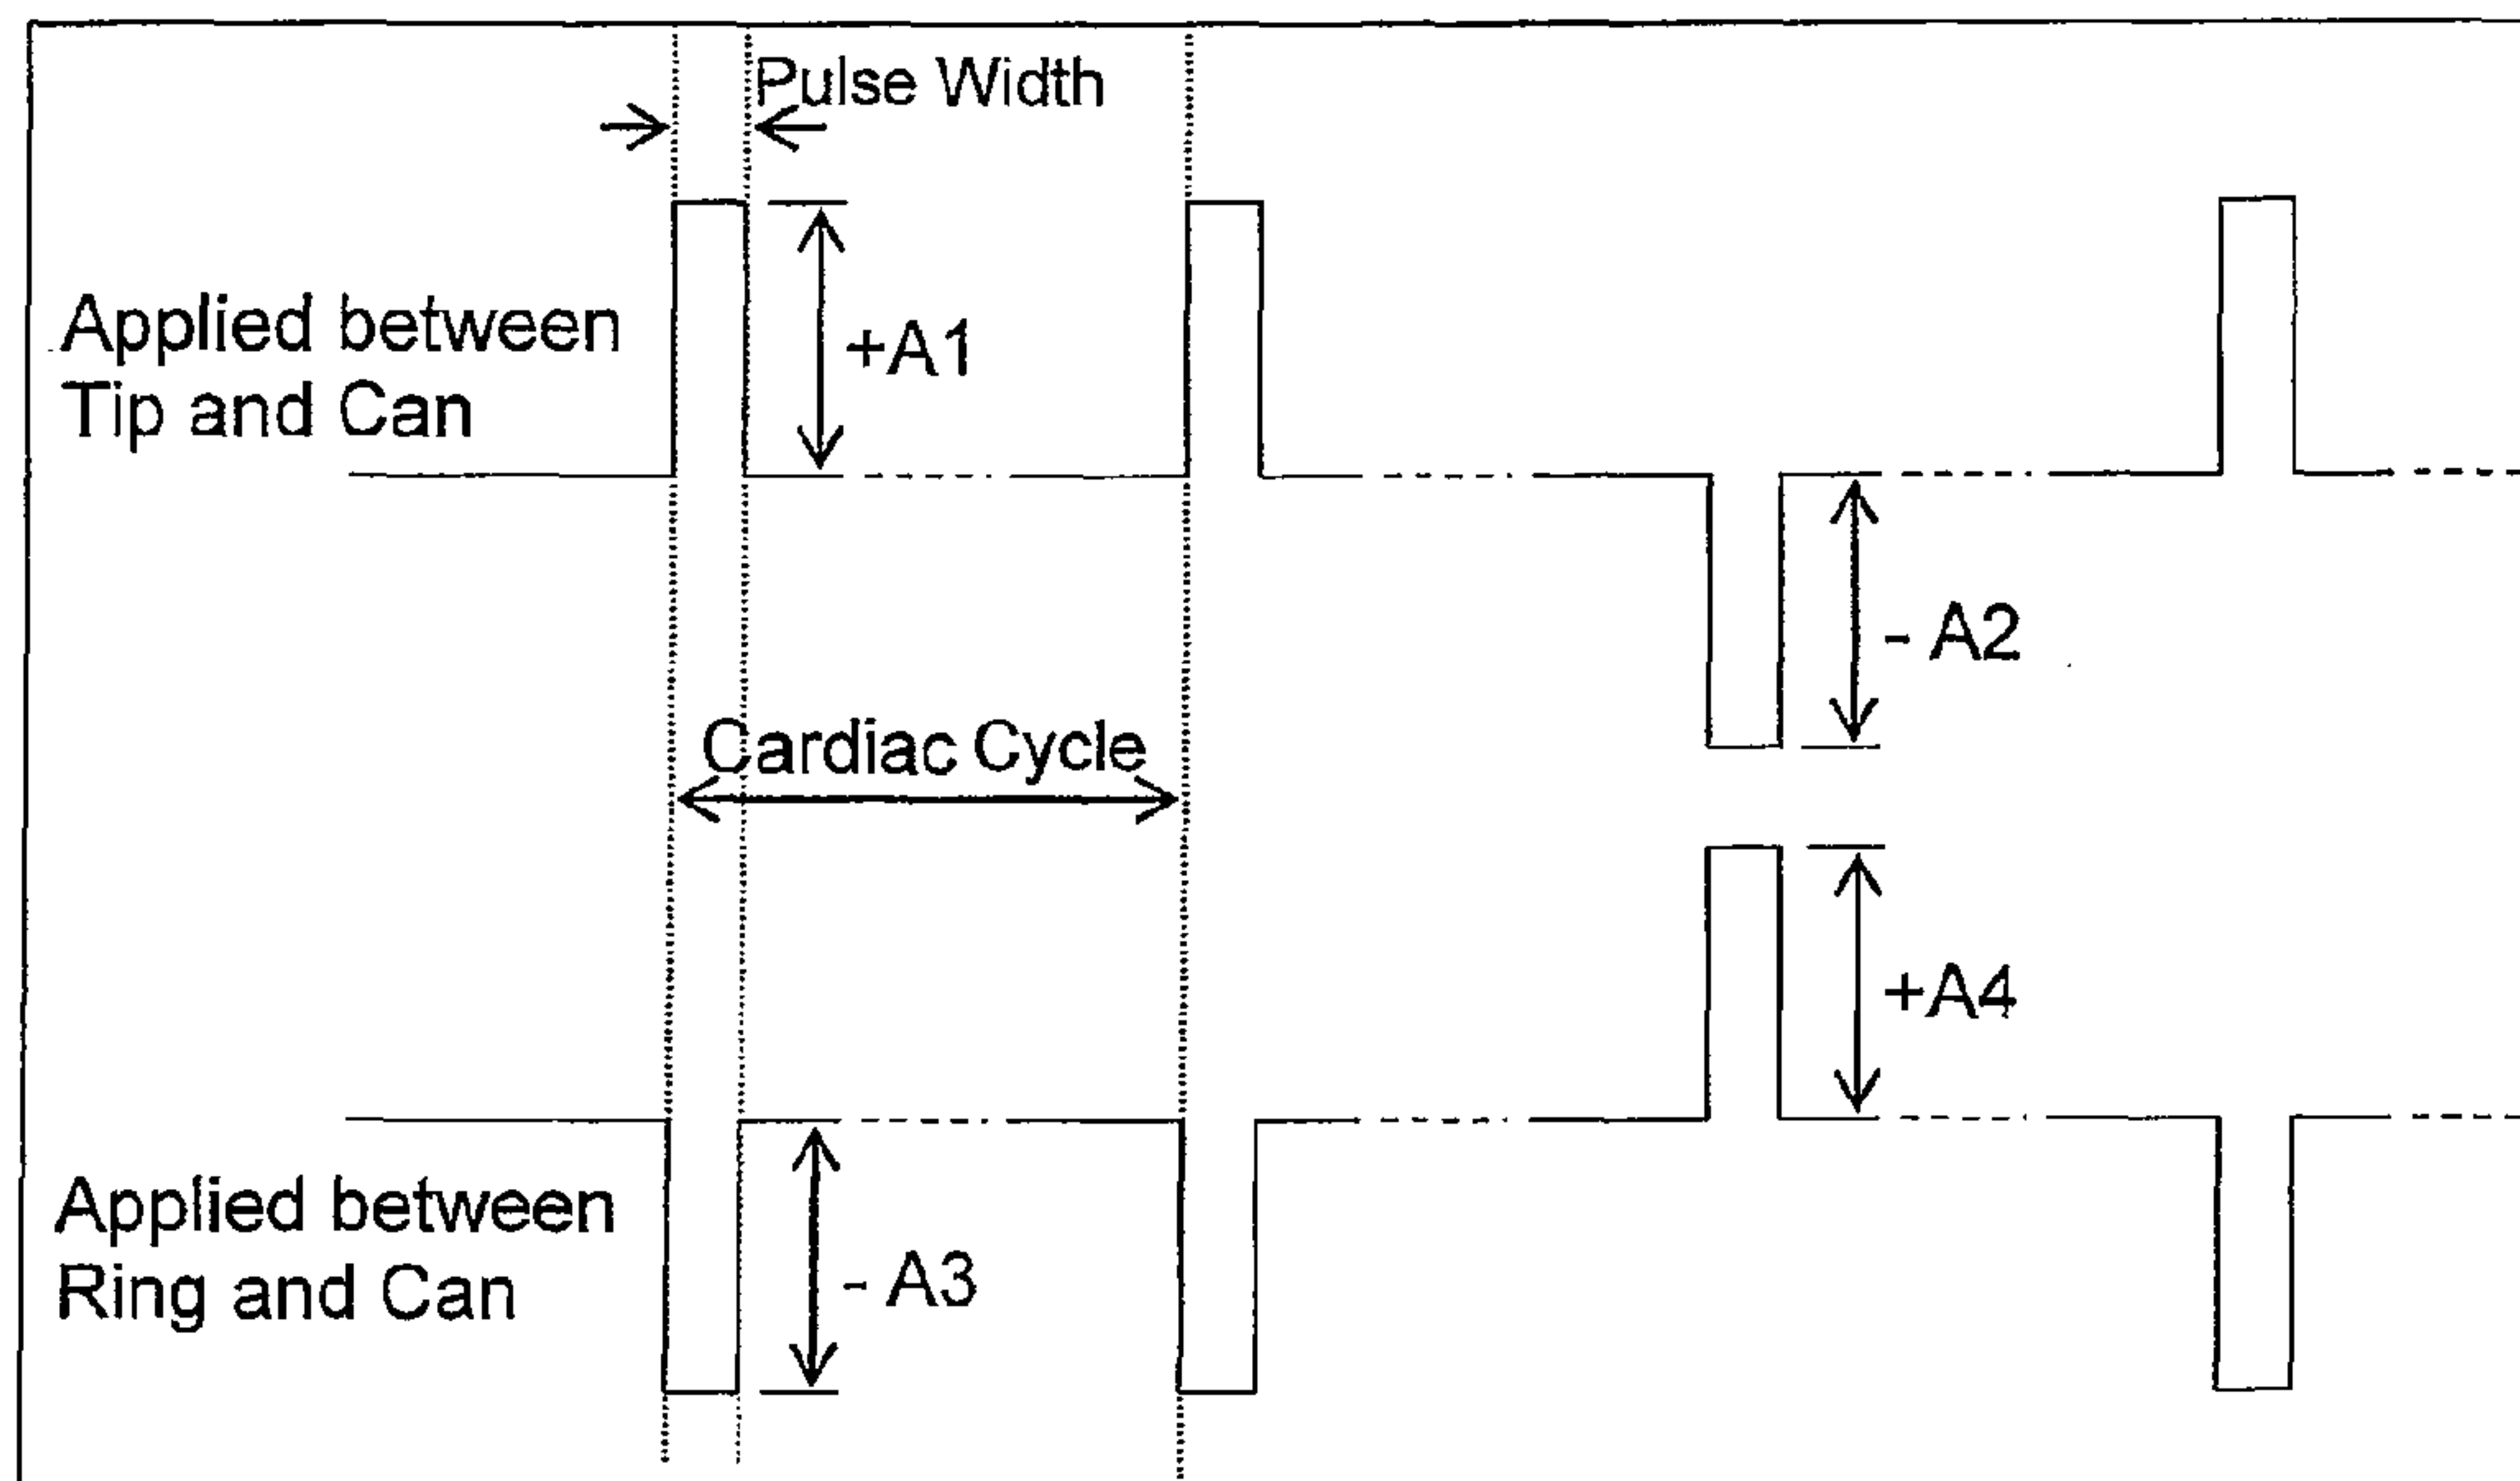 Pulse Width
Applied between
Tip and Can
+A1
- A2
Cardiac Cycle
+A4
Applied between
Ring and Can
- A3